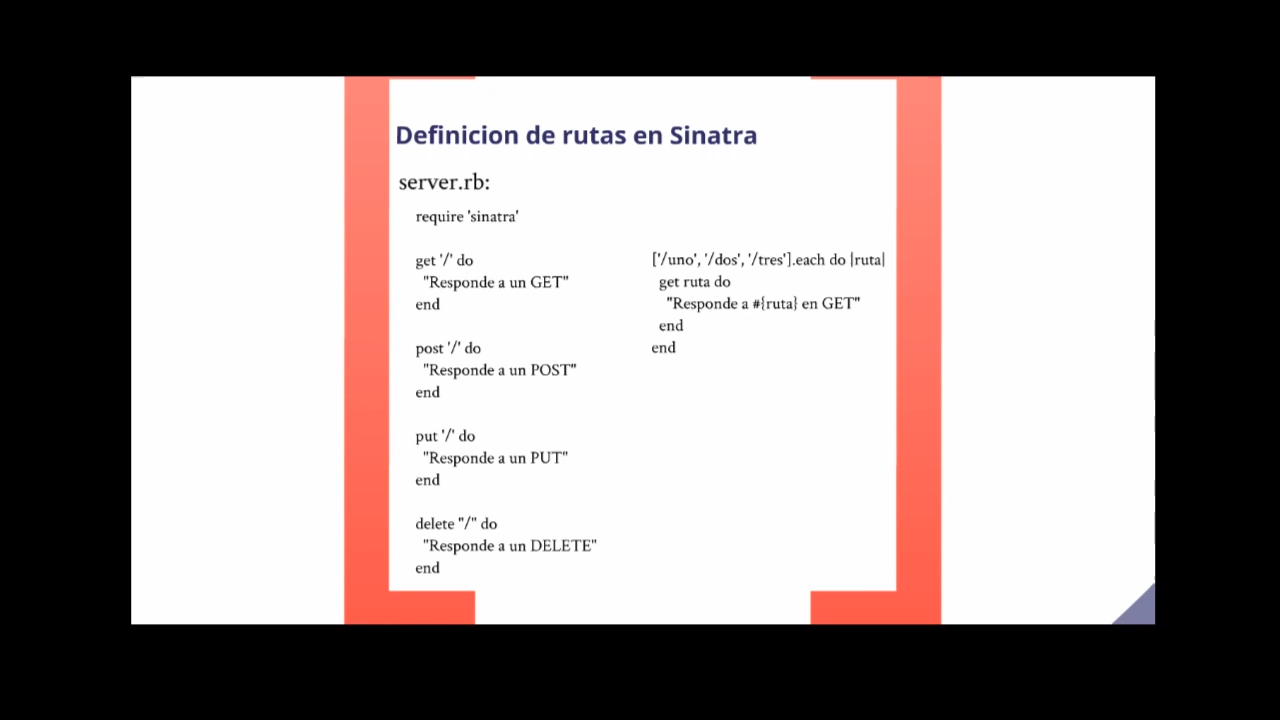 Definicion de rutas en Sinatra
server.rb:
require 'sinatra'
get '/' do
"Responde a un GET"
end
post '/' do
"Responde a un POST"
end
put '/' do
"Responde a un PUT"
end
delete "/" do
"Responde a un DELETE"
end
['/uno', '/dos', '/tres'].each do |ruta|
get ruta do
"Responde a #{ruta} en GET"
end
end